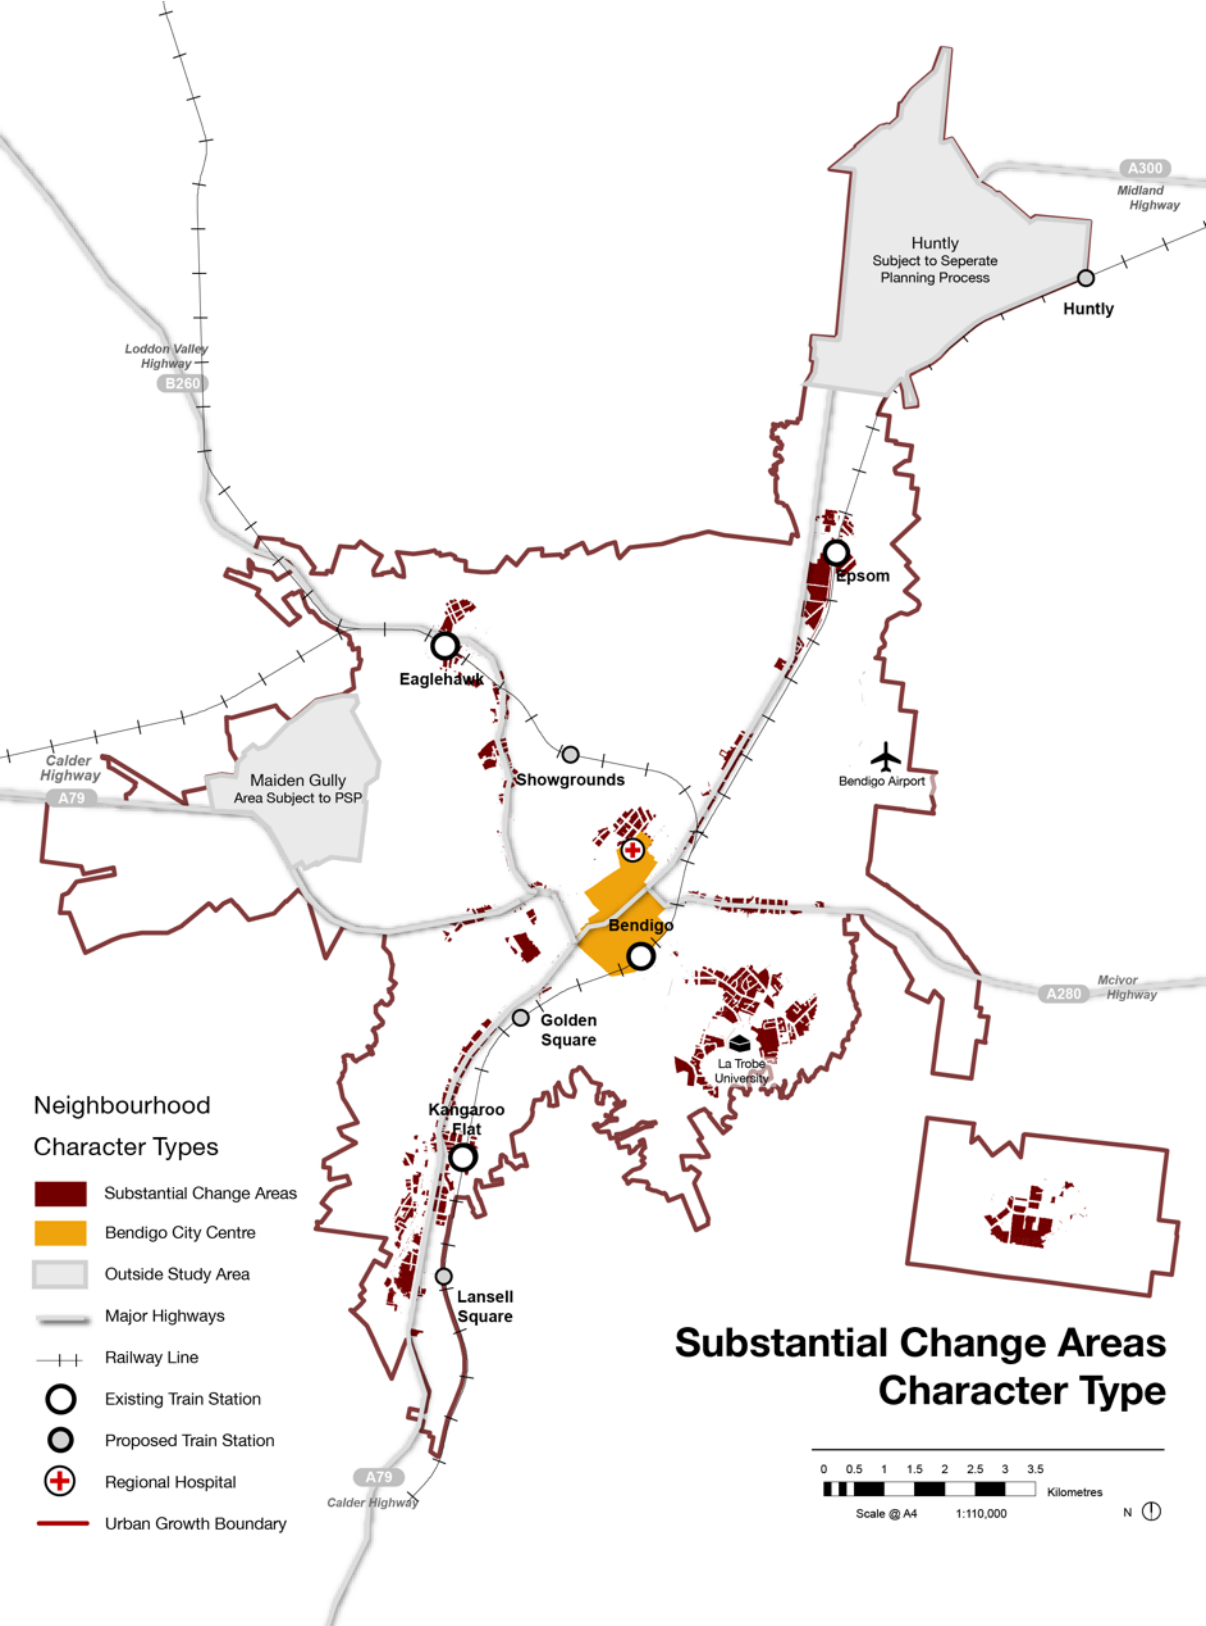 A300
Midland
Highway
Huntly
Subject to Seperate
Planning Process
Huntly
Loddon Valley
Highway
B260
Epsom
Eaglehawk
Calder
Highway
A79
Maiden Gully
Area Subject to PSP
Showgrounds
Bendigo Airport
Bendigo
Mcivor
Highway
A280
Golden
Square
La Trobe
University
Kangaroo
Flat
Lansell
Square
A79
Calder Highway
Neighbourhood
Character Types
Substantial Change Areas
Bendigo City Centre
Outside Study Area
Major Highways
Railway Line
Existing Train Station
Proposed Train Station
Regional Hospital
Urban Growth Boundary
Substantial Change Areas
Character Type
0 0.5 1 1.5 2 2.5 3 3.5
Kilometres
Scale @ A4 1:110,000
N